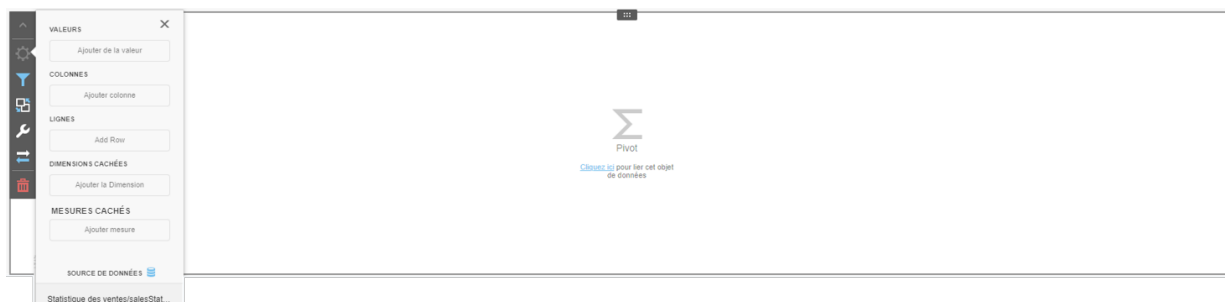 VALEURS
Ajouter de la valeur
COLONNES
Ajouter colonne
LIGNES
Add Row
DIMENSIONS CACHÉES
Ajouter la Dimension
MESURES CACHÉS
Ajouter mesure
SOURCE DE DONNÉES
Statistique des ventes/salesStat...
Pivot
Cliquez ici pour lier cet objet
de données